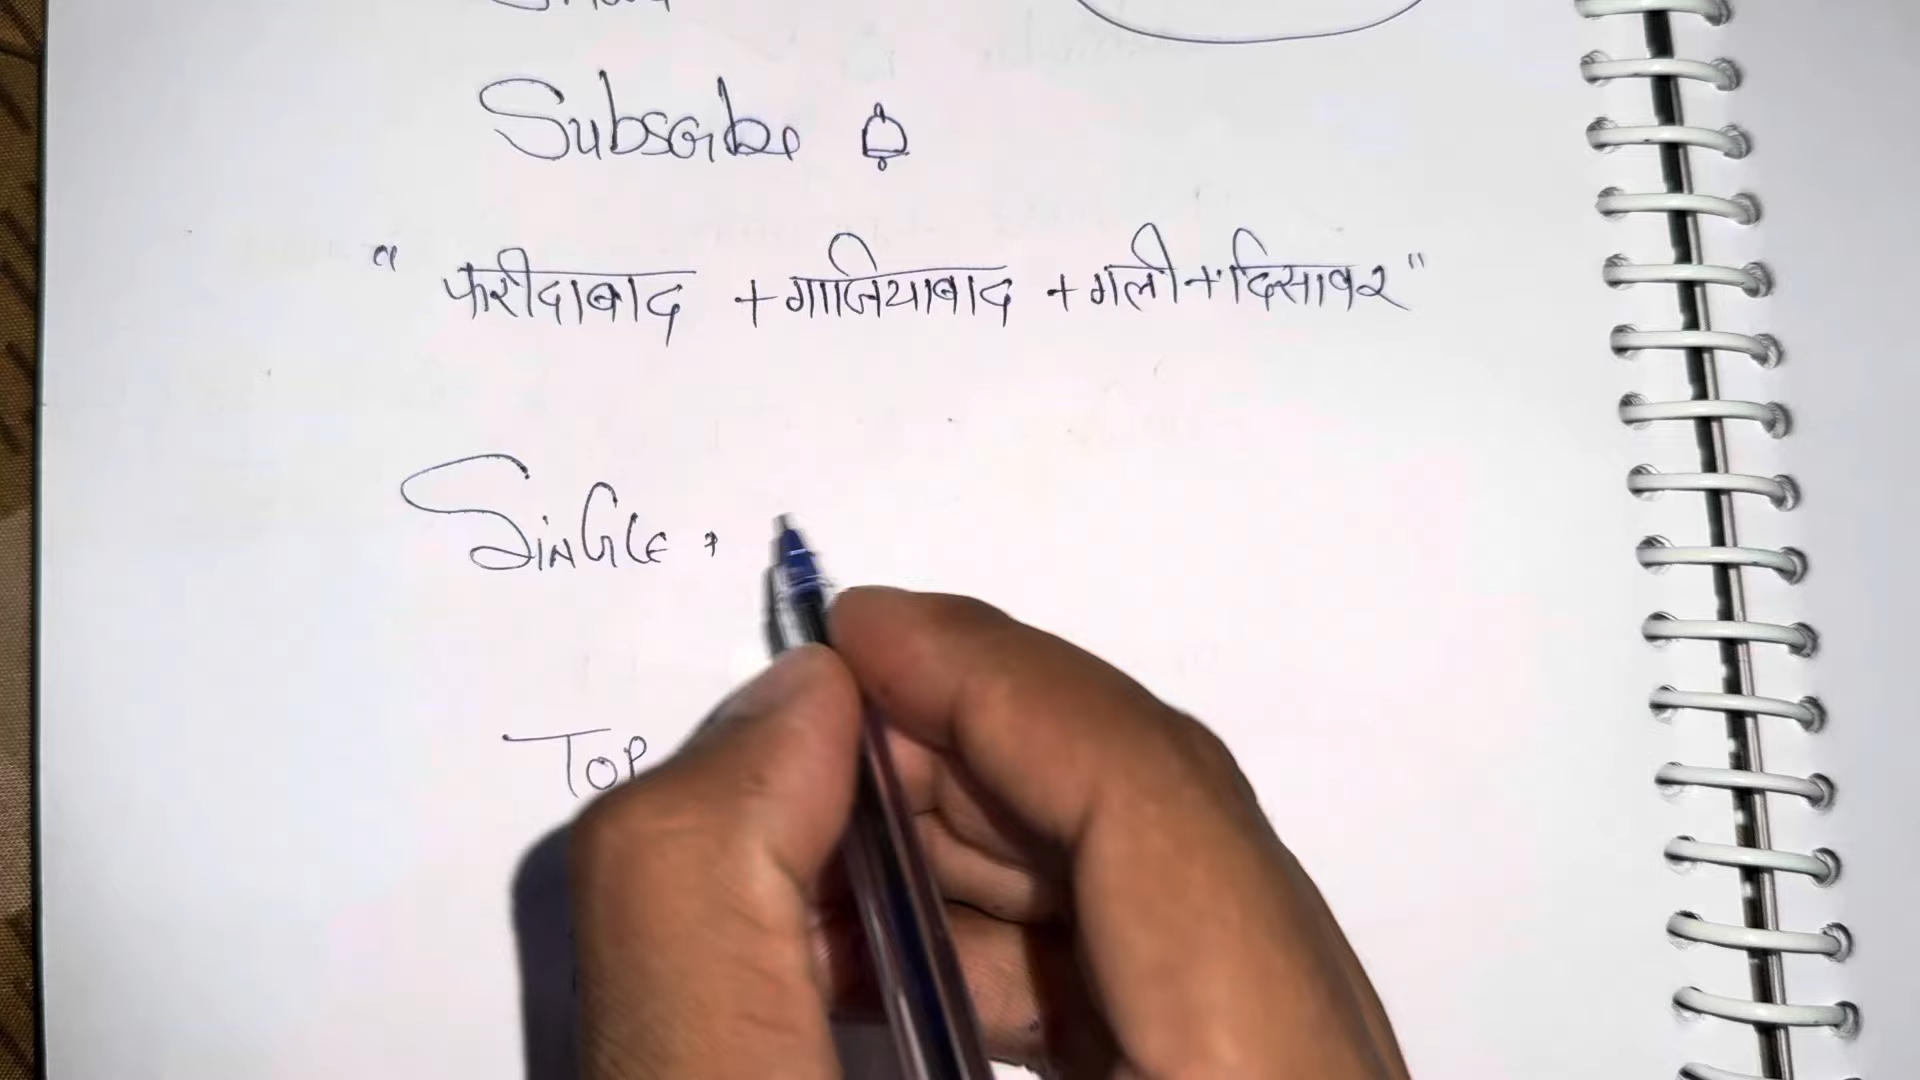 Subscribe
" फरीदाबाद + गाजियाबाद + गली + दिसावर "
SiNGLE
TOP